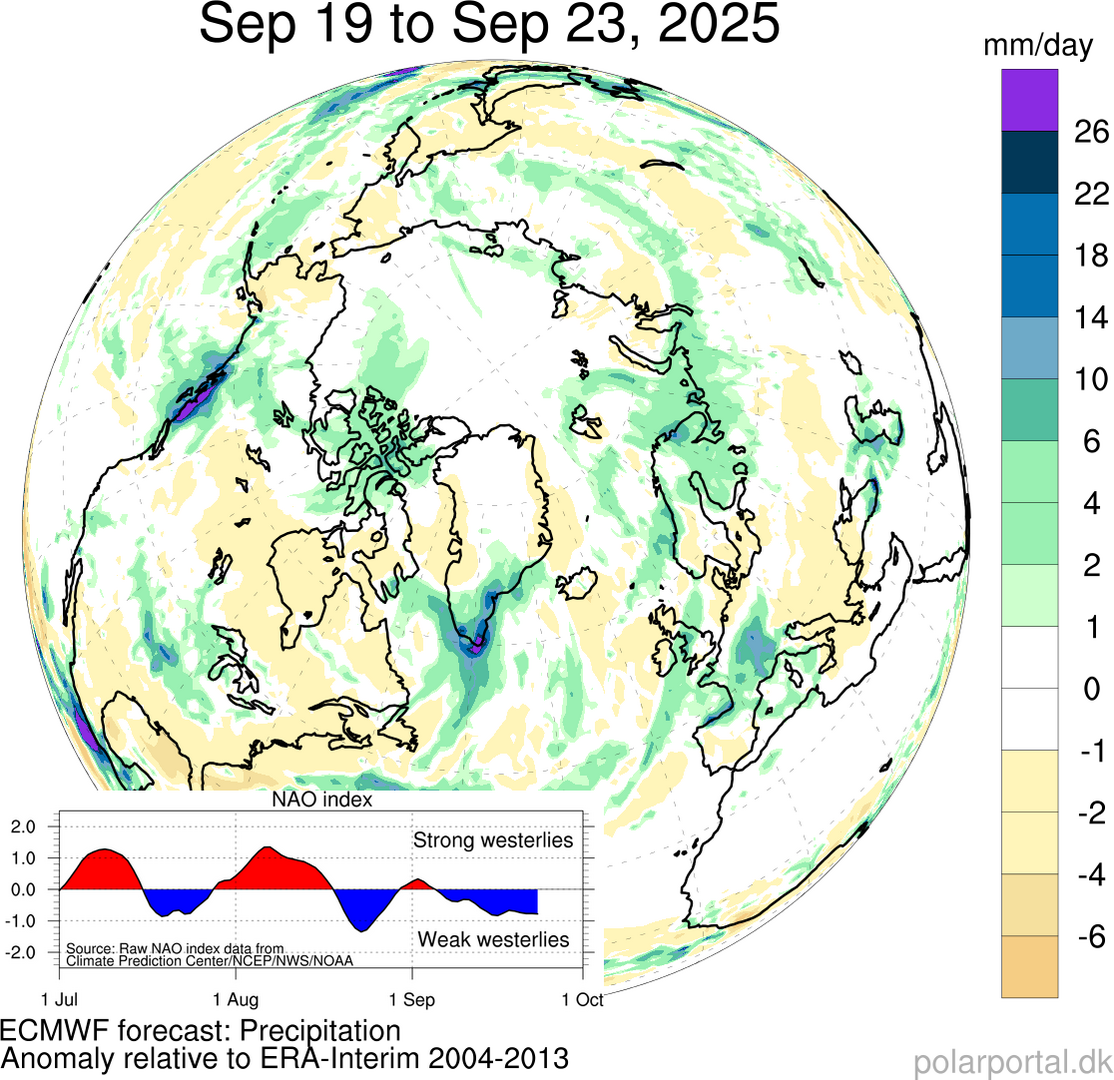 Sep 19 to Sep 23, 2025
mm/day
26
22
18
14
10
6
4
2
1
0
-1
-2
-4
-6
NAO index
2.0
1.0
0.0
-1.0
-2.0
Strong westerlies
Weak westerlies
Source: Raw NAO index data from
Climate Prediction Center/NCEP/NWS/NOAA
1 Jul 1 Aug 1 Sep 1 Oct
ECMWF forecast: Precipitation
Anomaly relative to ERA-Interim 2004-2013
polarportal.dk